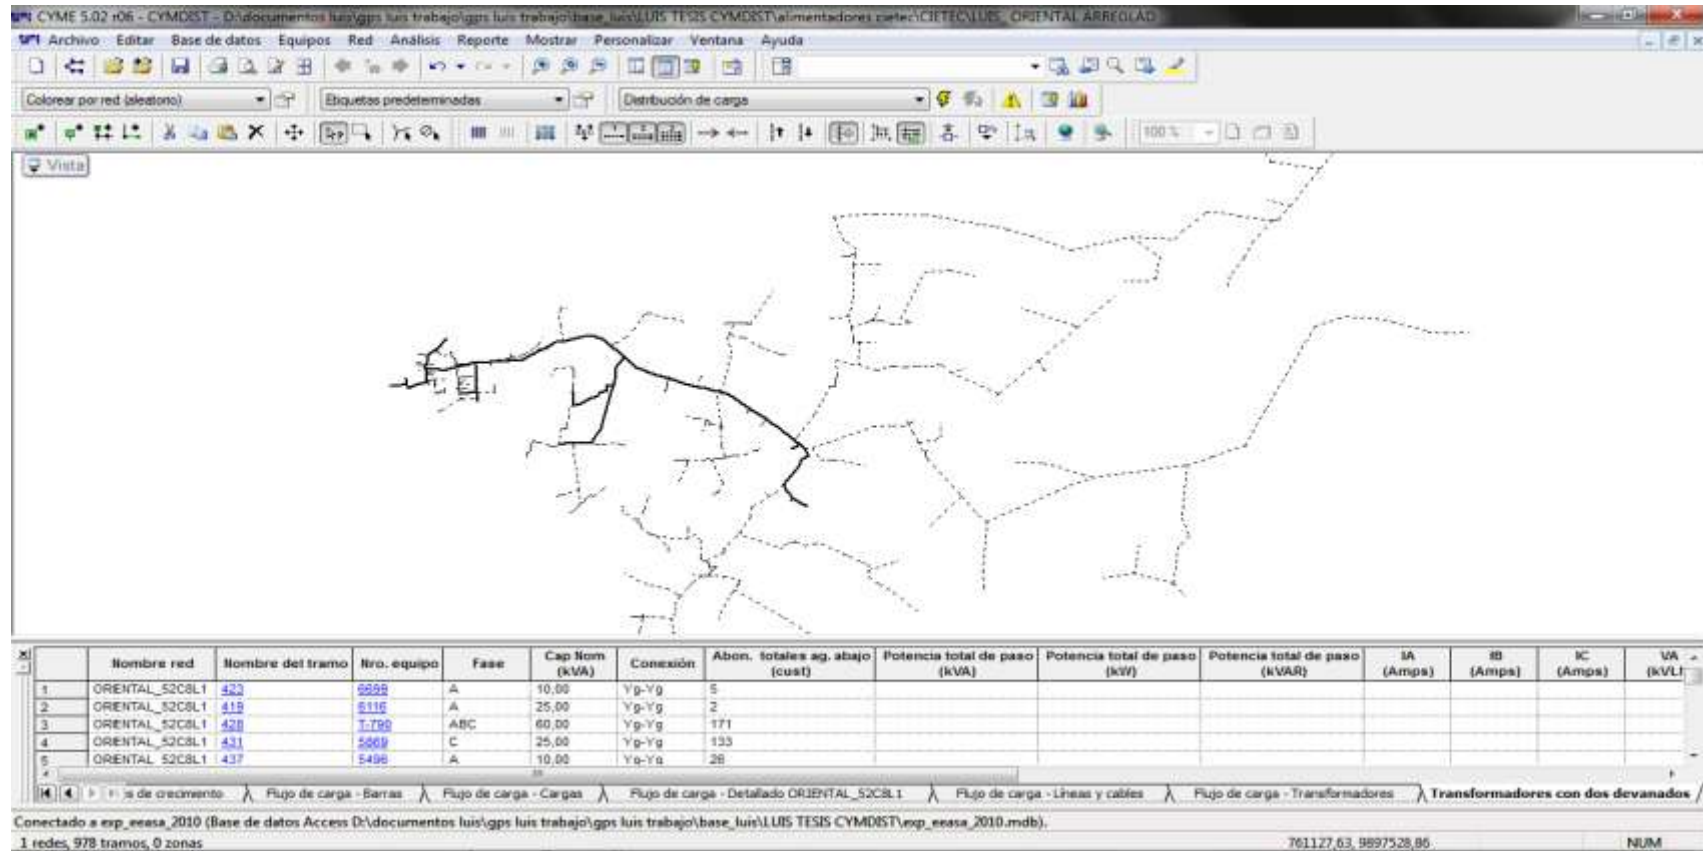 CYME 5.02 r06 - CYMDIST - D:\documentos luis\gps luis trabajo\gps luis trabajo\base_luis\LUIS TESIS CYMDIST\alimentadores cietec\CIETEC\LUIS_ ORIENTAL ARREOLAD
Archivo Editar Base de datos Equipos Red Análisis Reporte Mostrar Personalizar Ventana Ayuda
Colorear por red (aleatorio) Etiquetas predeterminadas Distribución de carga
100 %
Vista
Nombre red Nombre del tramo Nro. equipo Fase Cap Nom (kVA) Conexión Abon. totales ag. abajo (cust) Potencia total de paso (kVA) Potencia total de paso (kW) Potencia total de paso (kVAR) IA (Amps) IB (Amps) IC (Amps) VA
1 ORIENTAL_52C8L1 423 6699 A 10,00 Yg-Yg 5
2 ORIENTAL_52C8L1 419 6116 A 25,00 Yg-Yg 2
3 ORIENTAL_52C8L1 428 T-790 ABC 60,00 Yg-Yg 171
4 ORIENTAL_52C8L1 431 5869 C 25,00 Yg-Yg 133
5 ORIENTAL_52C8L1 437 5496 A 10,00 Yg-Yg 26
s de crecimento Flujo de carga - Barras Flujo de carga - Cargas Flujo de carga - Detallado ORIENTAL_52C8L1 Flujo de carga - Líneas y cables Flujo de carga - Transformadores Transformadores con dos devanados
Conectado a exp_eeasa_2010 (Base de datos Access D:\documentos luis\gps luis trabajo\gps luis trabajo\base_luis\LUIS TESIS CYMDIST\exp_eeasa_2010.mdb).
1 redes, 978 tramos, 0 zonas 761127,63, 9897528,86 NUM